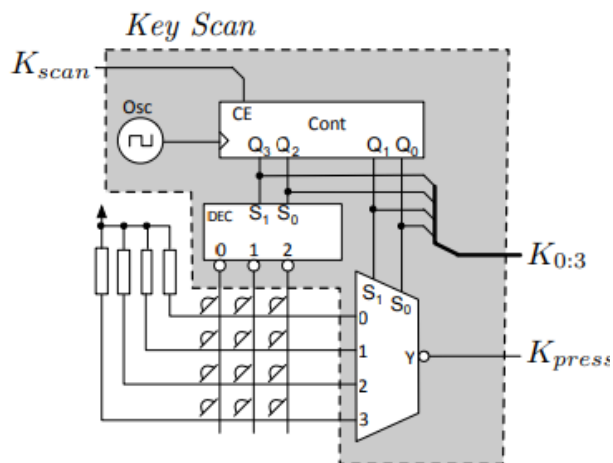 Key Scan
K_scan
Osc
CE
Cont
Q₃ Q₂ Q₁ Q₀
DEC S₁ S₀
0 1 2
K₀:₃
S₁ S₀
0
1
Y
K_press
2
3